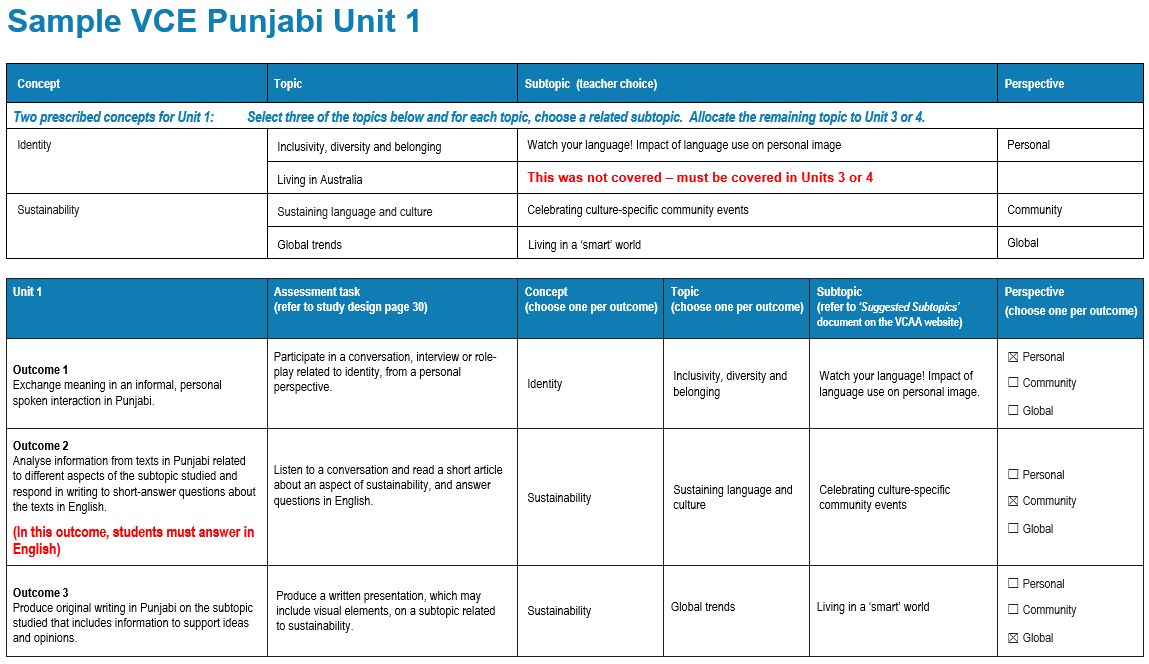 Sample VCE Punjabi Unit 1
Concept
Topic
Subtopic (teacher choice)
Perspective
Two prescribed concepts for Unit 1: Select three of the topics below and for each topic, choose a related subtopic. Allocate the remaining topic to Unit 3 or 4.
Identity
Inclusivity, diversity and belonging
Watch your language! Impact of language use on personal image
Personal
Living in Australia
This was not covered – must be covered in Units 3 or 4
Sustainability
Sustaining language and culture
Celebrating culture-specific community events
Community
Global trends
Living in a ‘smart’ world
Global
Unit 1
Assessment task
(refer to study design page 30)
Concept
(choose one per outcome)
Topic
(choose one per outcome)
Subtopic
(refer to ‘Suggested Subtopics’
document on the VCAA website)
Perspective
(choose one per outcome)
Outcome 1
Exchange meaning in an informal, personal
spoken interaction in Punjabi.
Participate in a conversation, interview or role-
play related to identity, from a personal
perspective.
Identity
Inclusivity, diversity and
belonging
Watch your language! Impact of
language use on personal image.
☒ Personal
☐ Community
☐ Global
Outcome 2
Analyse information from texts in Punjabi related
to different aspects of the subtopic studied and
respond in writing to short-answer questions about
the texts in English.
(In this outcome, students must answer in
English)
Listen to a conversation and read a short article
about an aspect of sustainability, and answer
questions in English.
Sustainability
Sustaining language and
culture
Celebrating culture-specific
community events
☐ Personal
☒ Community
☐ Global
Outcome 3
Produce original writing in Punjabi on the subtopic
studied that includes information to support ideas
and opinions.
Produce a written presentation, which may
include visual elements, on a subtopic related
to sustainability.
Sustainability
Global trends
Living in a ‘smart’ world
☐ Personal
☐ Community
☒ Global